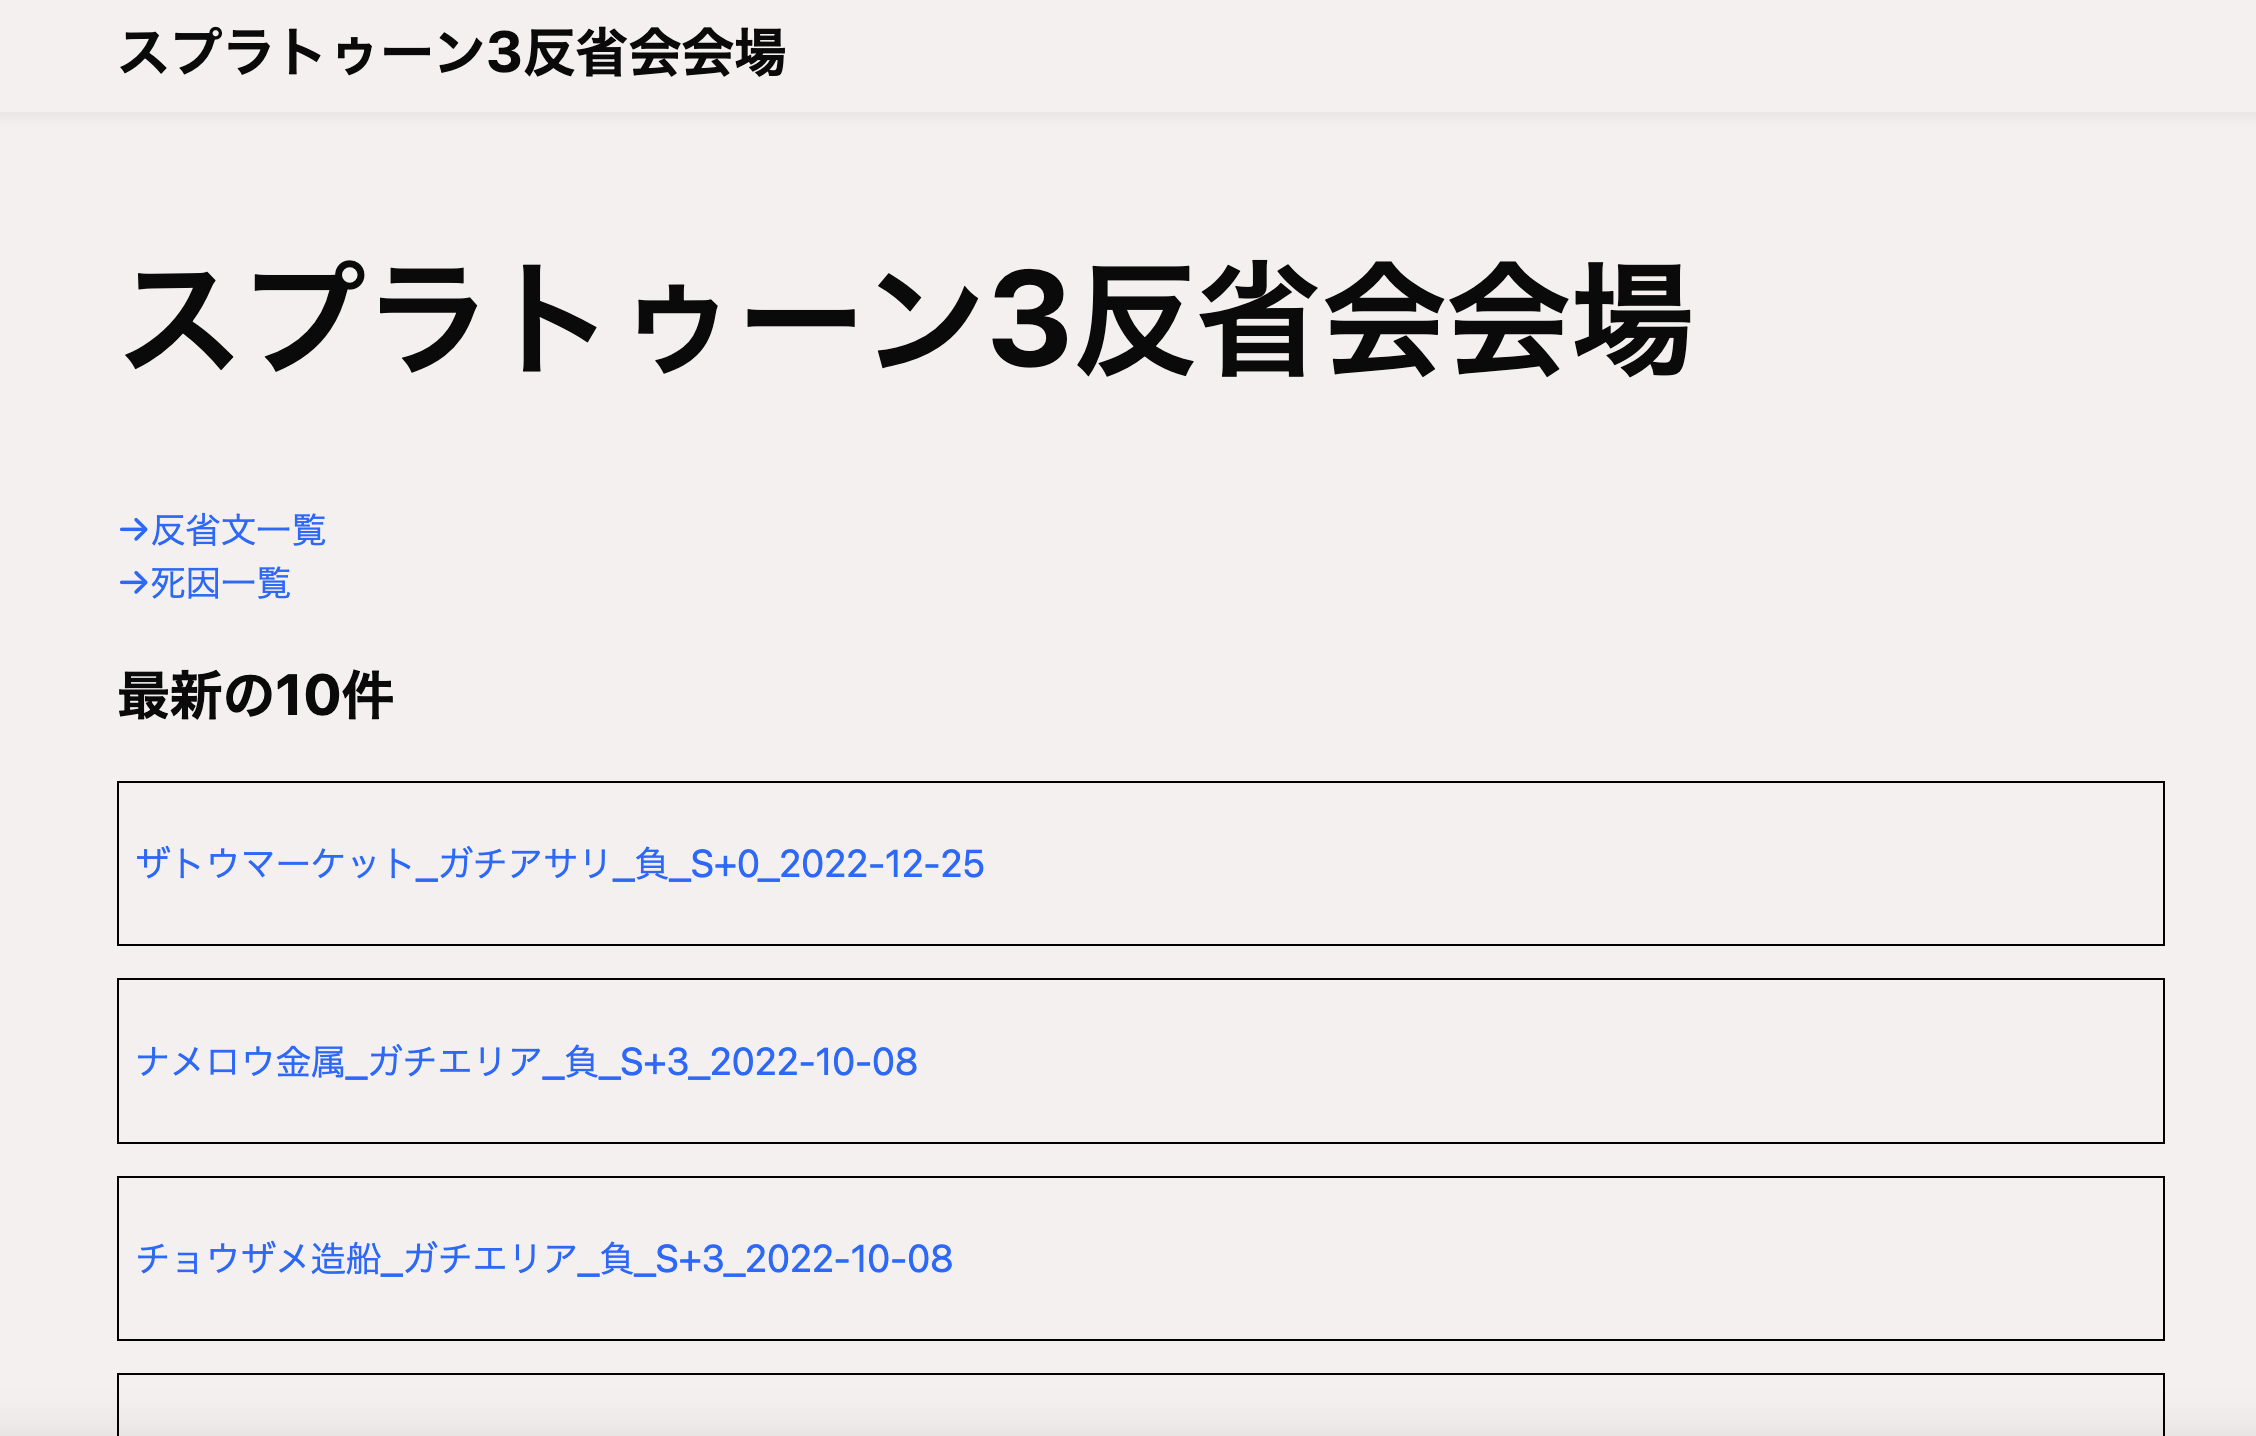 スプラトゥーン3反省会会場
スプラトゥーン3反省会会場
→反省文一覧
→死因一覧
最新の10件
ザトウマーケット_ガチアサリ_負_S+0_2022-12-25
ナメロウ金属_ガチエリア_負_S+3_2022-10-08
チョウザメ造船_ガチエリア_負_S+3_2022-10-08